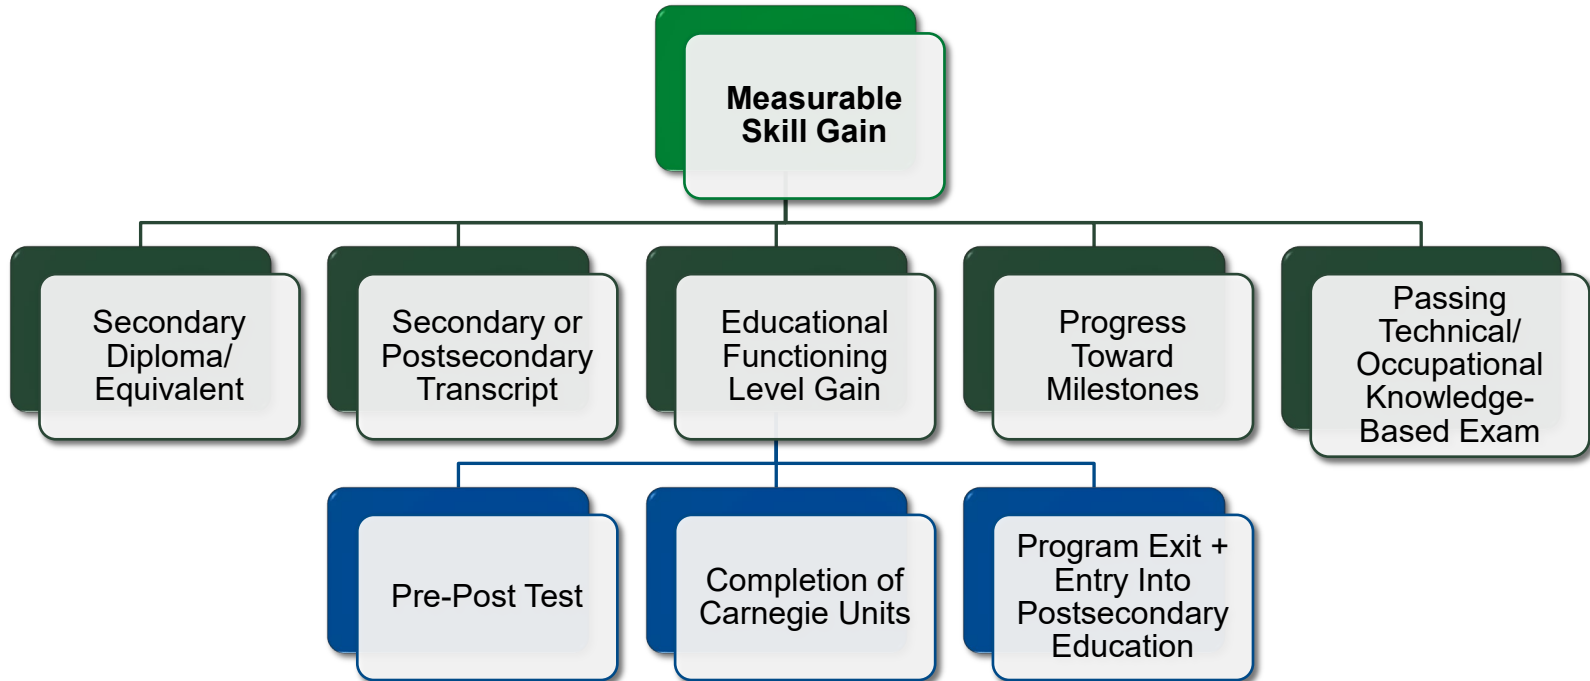 Measurable
Skill Gain
Secondary
Diploma/
Equivalent
Secondary or
Postsecondary
Transcript
Educational
Functioning
Level Gain
Progress
Toward
Milestones
Passing
Technical/
Occupational
Knowledge-
Based Exam
Pre-Post Test
Completion of
Carnegie Units
Program Exit +
Entry Into
Postsecondary
Education